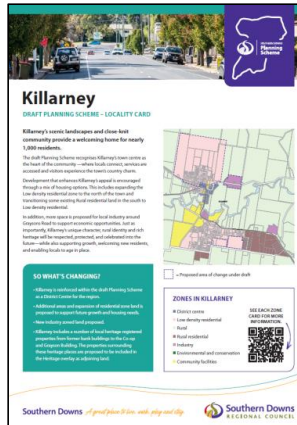 SOUTHERN DOWNS
Planning
Scheme
Killarney
DRAFT PLANNING SCHEME – LOCALITY CARD
Killarney's scenic landscapes and close-knit
community provide a welcoming home for nearly
1,000 residents.
The draft Planning Scheme recognises Killarney's town centre as
the heart of the community —where locals connect, services are
accessed and visitors experience the town's country charm.
Development that enhances Killarney's appeal is encouraged
through a mix of housing options. This includes expanding the
Low density residential zone to the north of the town and
transitioning some existing Rural residential land in the south to
Low density residential.
In addition, more space is proposed for local industry around
Grayson's Road to support economic opportunities. Just as
importantly, Killarney's unique character, rural identity and rich
heritage will be respected, protected, and celebrated into the
future—while also supporting growth, welcoming new residents,
and enabling locals to age in place.
= Proposed area of change under draft
SO WHAT'S CHANGING?
• Killarney is reinforced within the draft Planning Scheme
as a District Centre for the region.
• Additional areas and expansion of residential zone land is
proposed to support future growth and housing needs.
• New industry zoned land proposed.
• Killarney includes a number of local heritage registered
properties from former bank buildings to the Co-op
and Grayson Building. The properties surrounding
these heritage places are proposed to be included in
the Heritage overlay as adjoining land.
ZONES IN KILLARNEY
District centre
Low density residential
Rural
Rural residential
Industry
Environmental and conservation
Community facilities
SEE EACH ZONE
CARD FOR MORE
INFORMATION.
Southern Downs A great place to live, work, play and stay
Southern Downs
REGIONAL COUNCIL